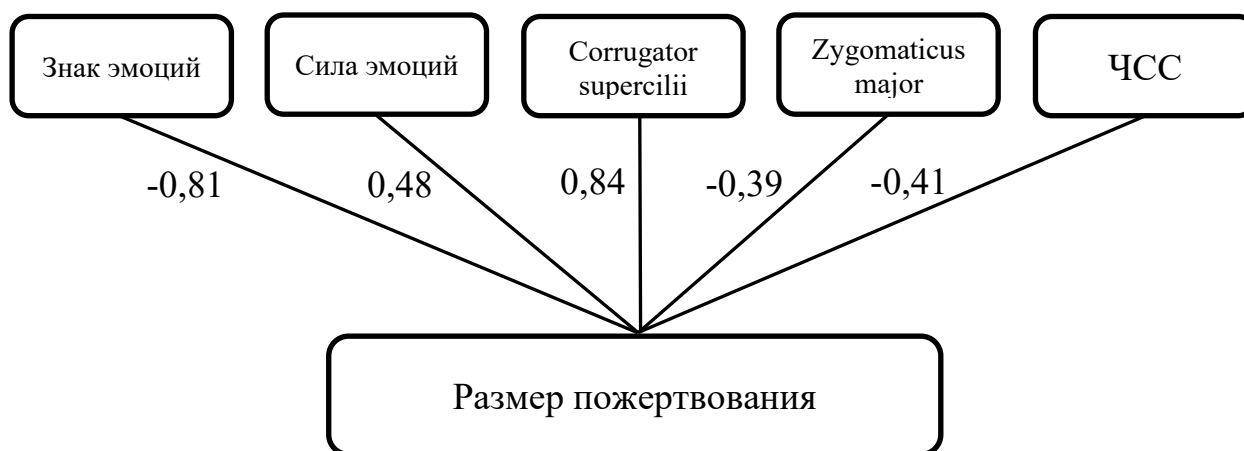 Знак эмоций
Сила эмоций
Corrugator
supercilii
Zygomaticus
major
ЧСС
-0,81
0,48
0,84
-0,39
-0,41
Размер пожертвования